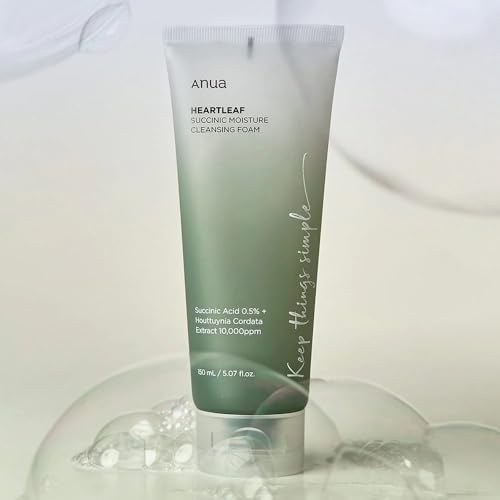 Anua
HEARTLEAF
SUCCINIC MOISTURE
CLEANSING FOAM
Keep things simple
Succinic Acid 0.5% +
Houttuynia Cordata
Extract 10,000ppm
150 mL / 5.07 fl.oz.